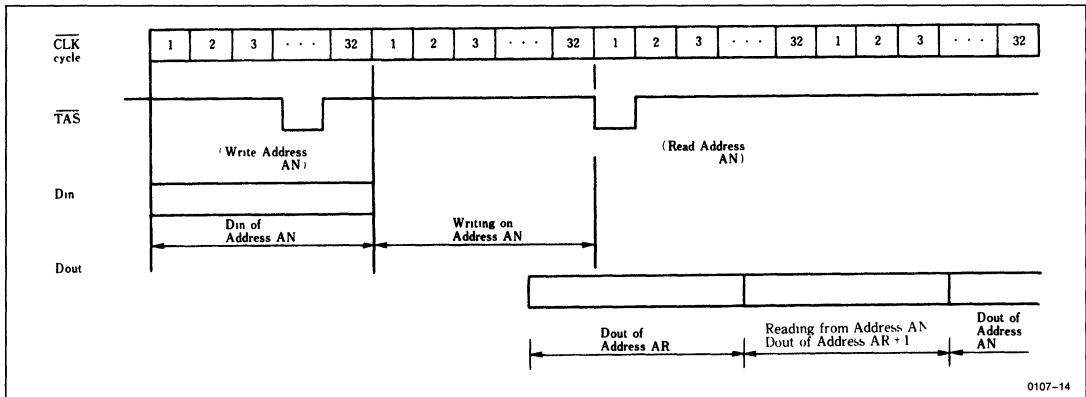 CLK
cycle
1 2 3 · · · 32 1 2 3 · · · 32 1 2 3 · · · 32 1 2 3 · · · 32
TAS
(Write Address
AN)
(Read Address
AN)
Din
Din of
Address AN
Writing on
Address AN
Dout
Dout of
Address AR
Reading from Address AN
Dout of Address AR + 1
Dout of
Address
AN
0107-14